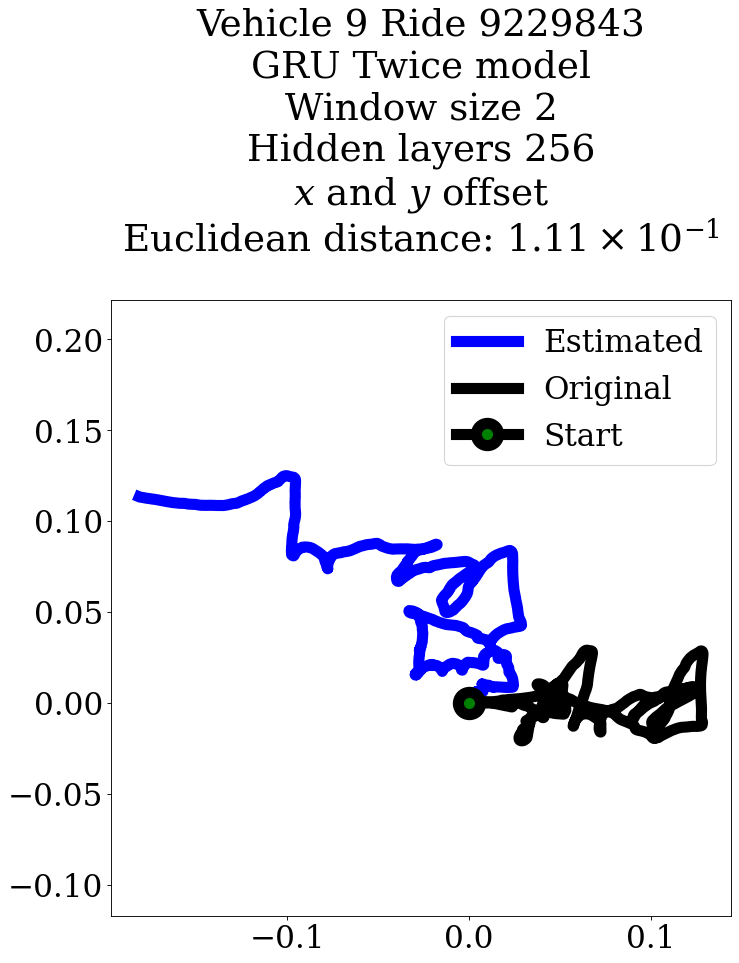 Vehicle 9 Ride 9229843
GRU Twice model
Window size 2
Hidden layers 256
x and y offset
Euclidean distance: 1.11 × 10⁻¹
Estimated
Original
Start
0.20
0.15
0.10
0.05
0.00
−0.05
−0.10
−0.1 0.0 0.1